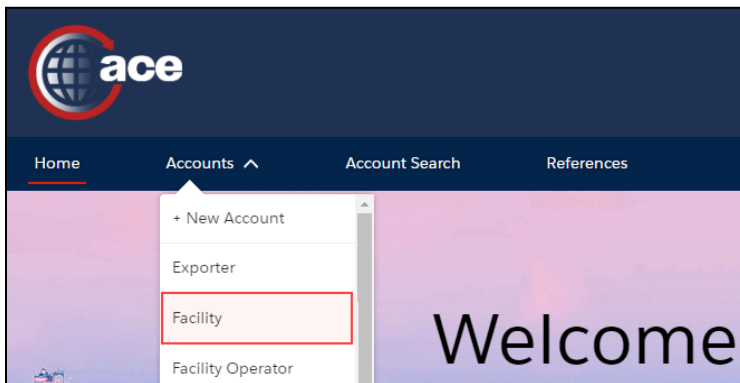 ace
Home Accounts Account Search References
+ New Account
Exporter
Facility
Welcome
Facility Operator